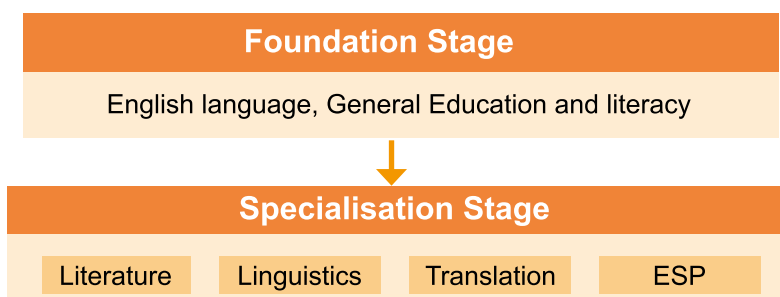 Foundation Stage
English language, General Education and literacy
Specialisation Stage
Literature Linguistics Translation ESP